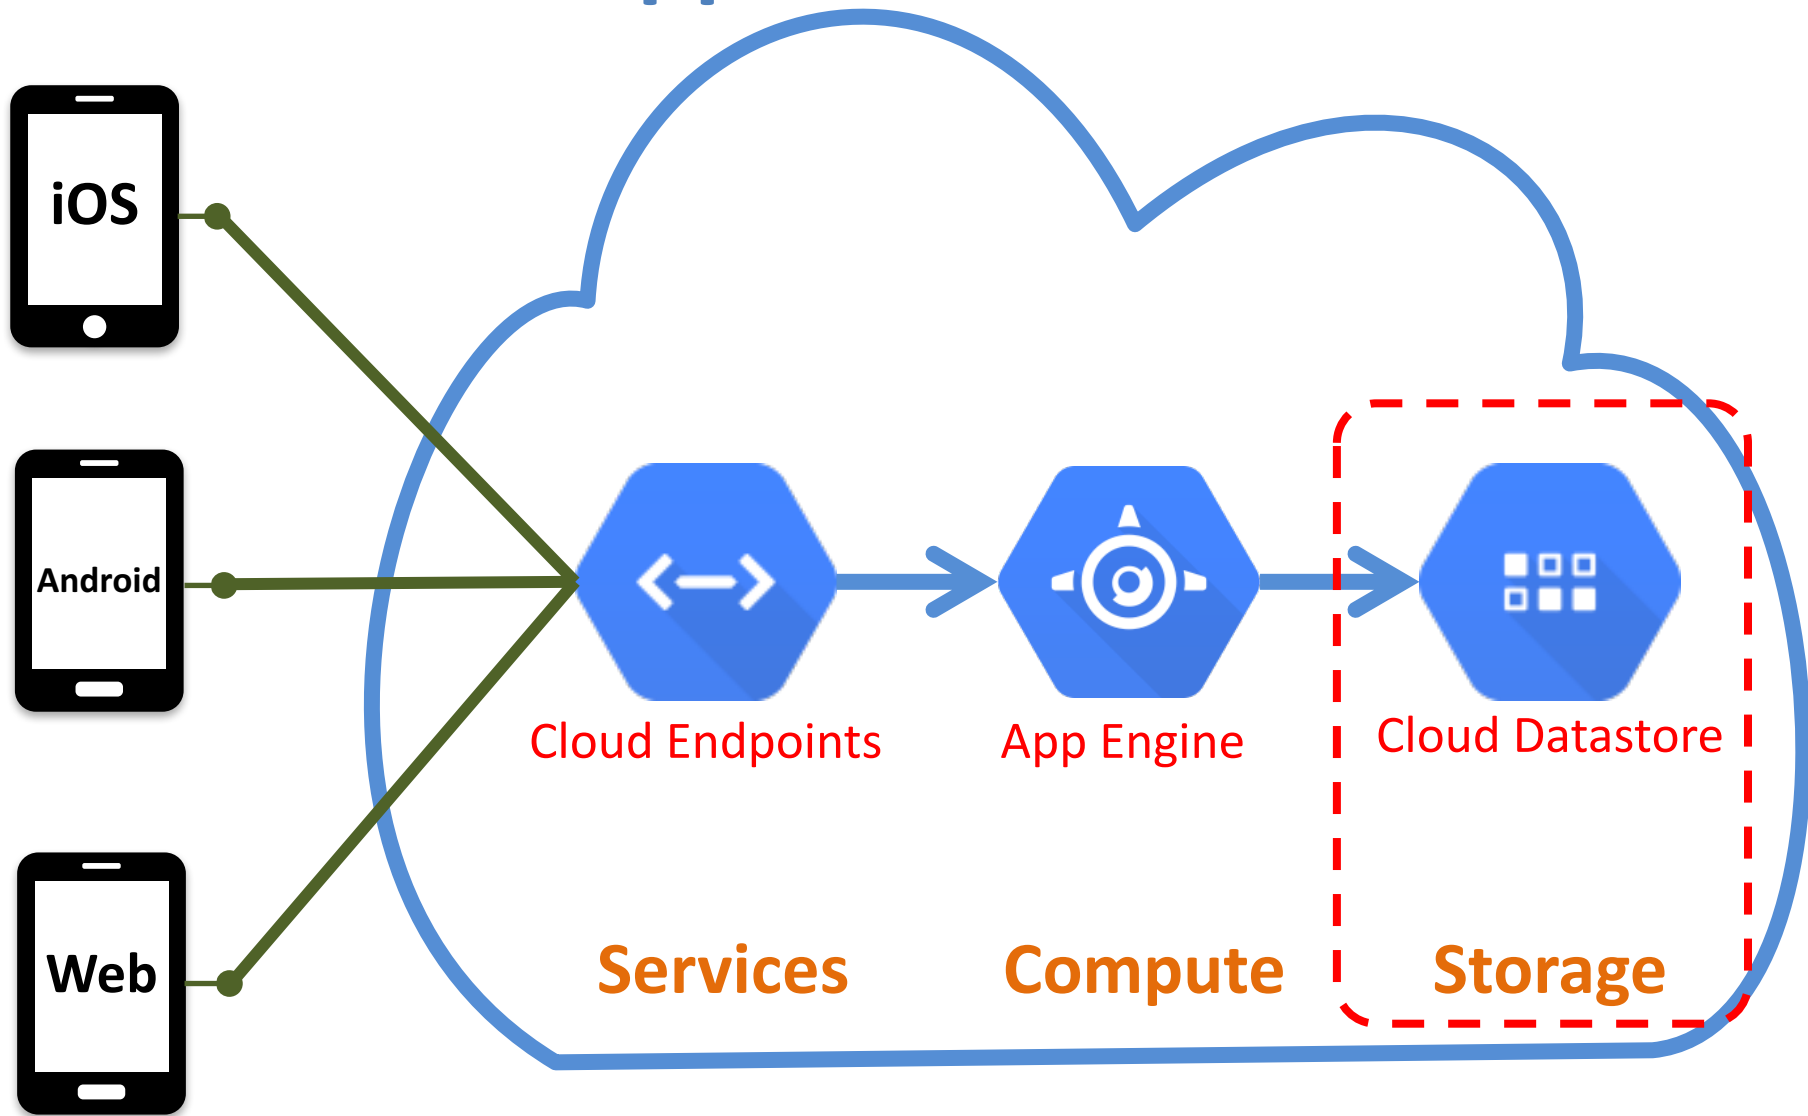 iOS
Android
Web
Cloud Endpoints
App Engine
Cloud Datastore
Services
Compute
Storage